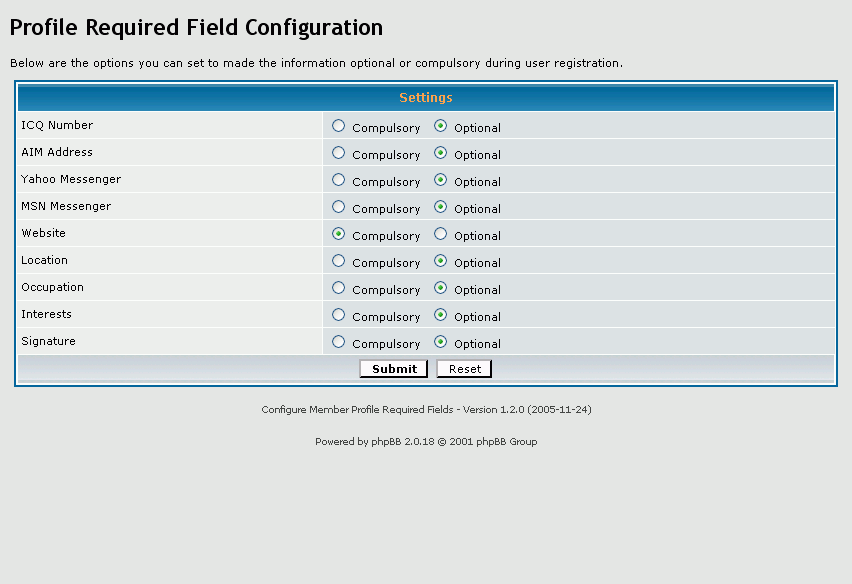 Profile Required Field Configuration
Below are the options you can set to made the information optional or compulsory during user registration.
Settings
ICQ Number Compulsory Optional
AIM Address Compulsory Optional
Yahoo Messenger Compulsory Optional
MSN Messenger Compulsory Optional
Website Compulsory Optional
Location Compulsory Optional
Occupation Compulsory Optional
Interests Compulsory Optional
Signature Compulsory Optional
Submit Reset
Configure Member Profile Required Fields - Version 1.2.0 (2005-11-24)
Powered by phpBB 2.0.18 © 2001 phpBB Group